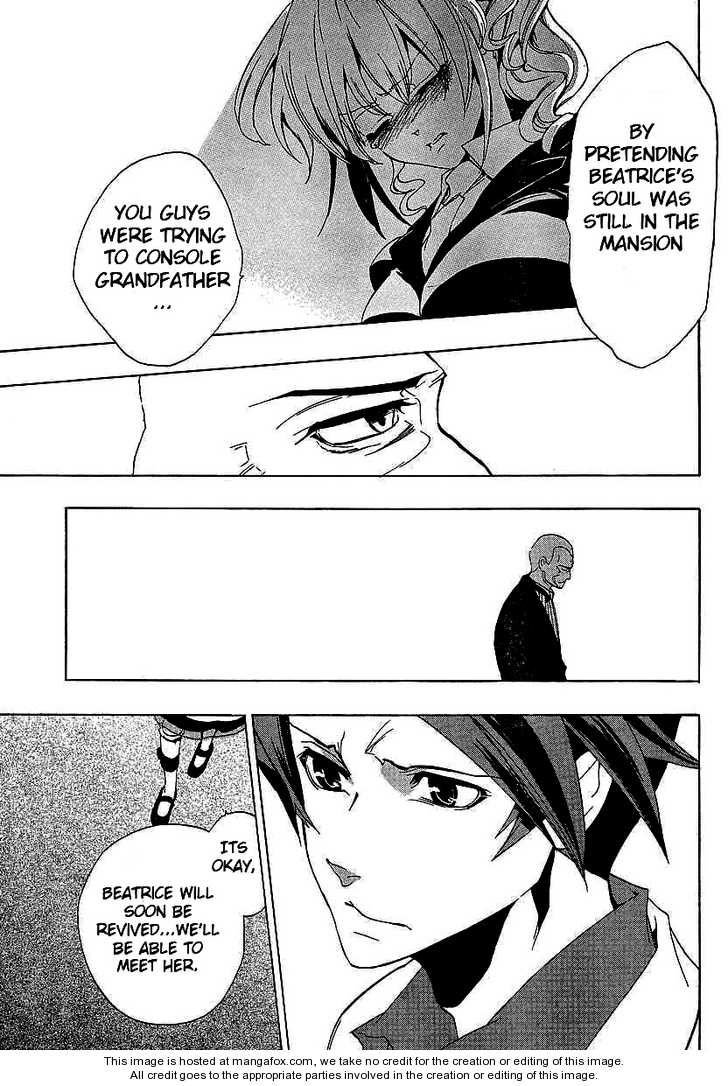 BY
PRETENDING
BEATRICE'S
SOUL WAS
STILL IN THE
MANSION
YOU GUYS
WERE TRYING
TO CONSOLE
GRANDFATHER
...
ITS
OKAY,
BEATRICE WILL
SOON BE
REVIVED...WE'LL
BE ABLE TO
MEET HER.
This image is hosted at mangafox.com, we take no credit for the creation or editing of this image.
All credit goes to the appropriate parties involved in the creation or editing of this image.